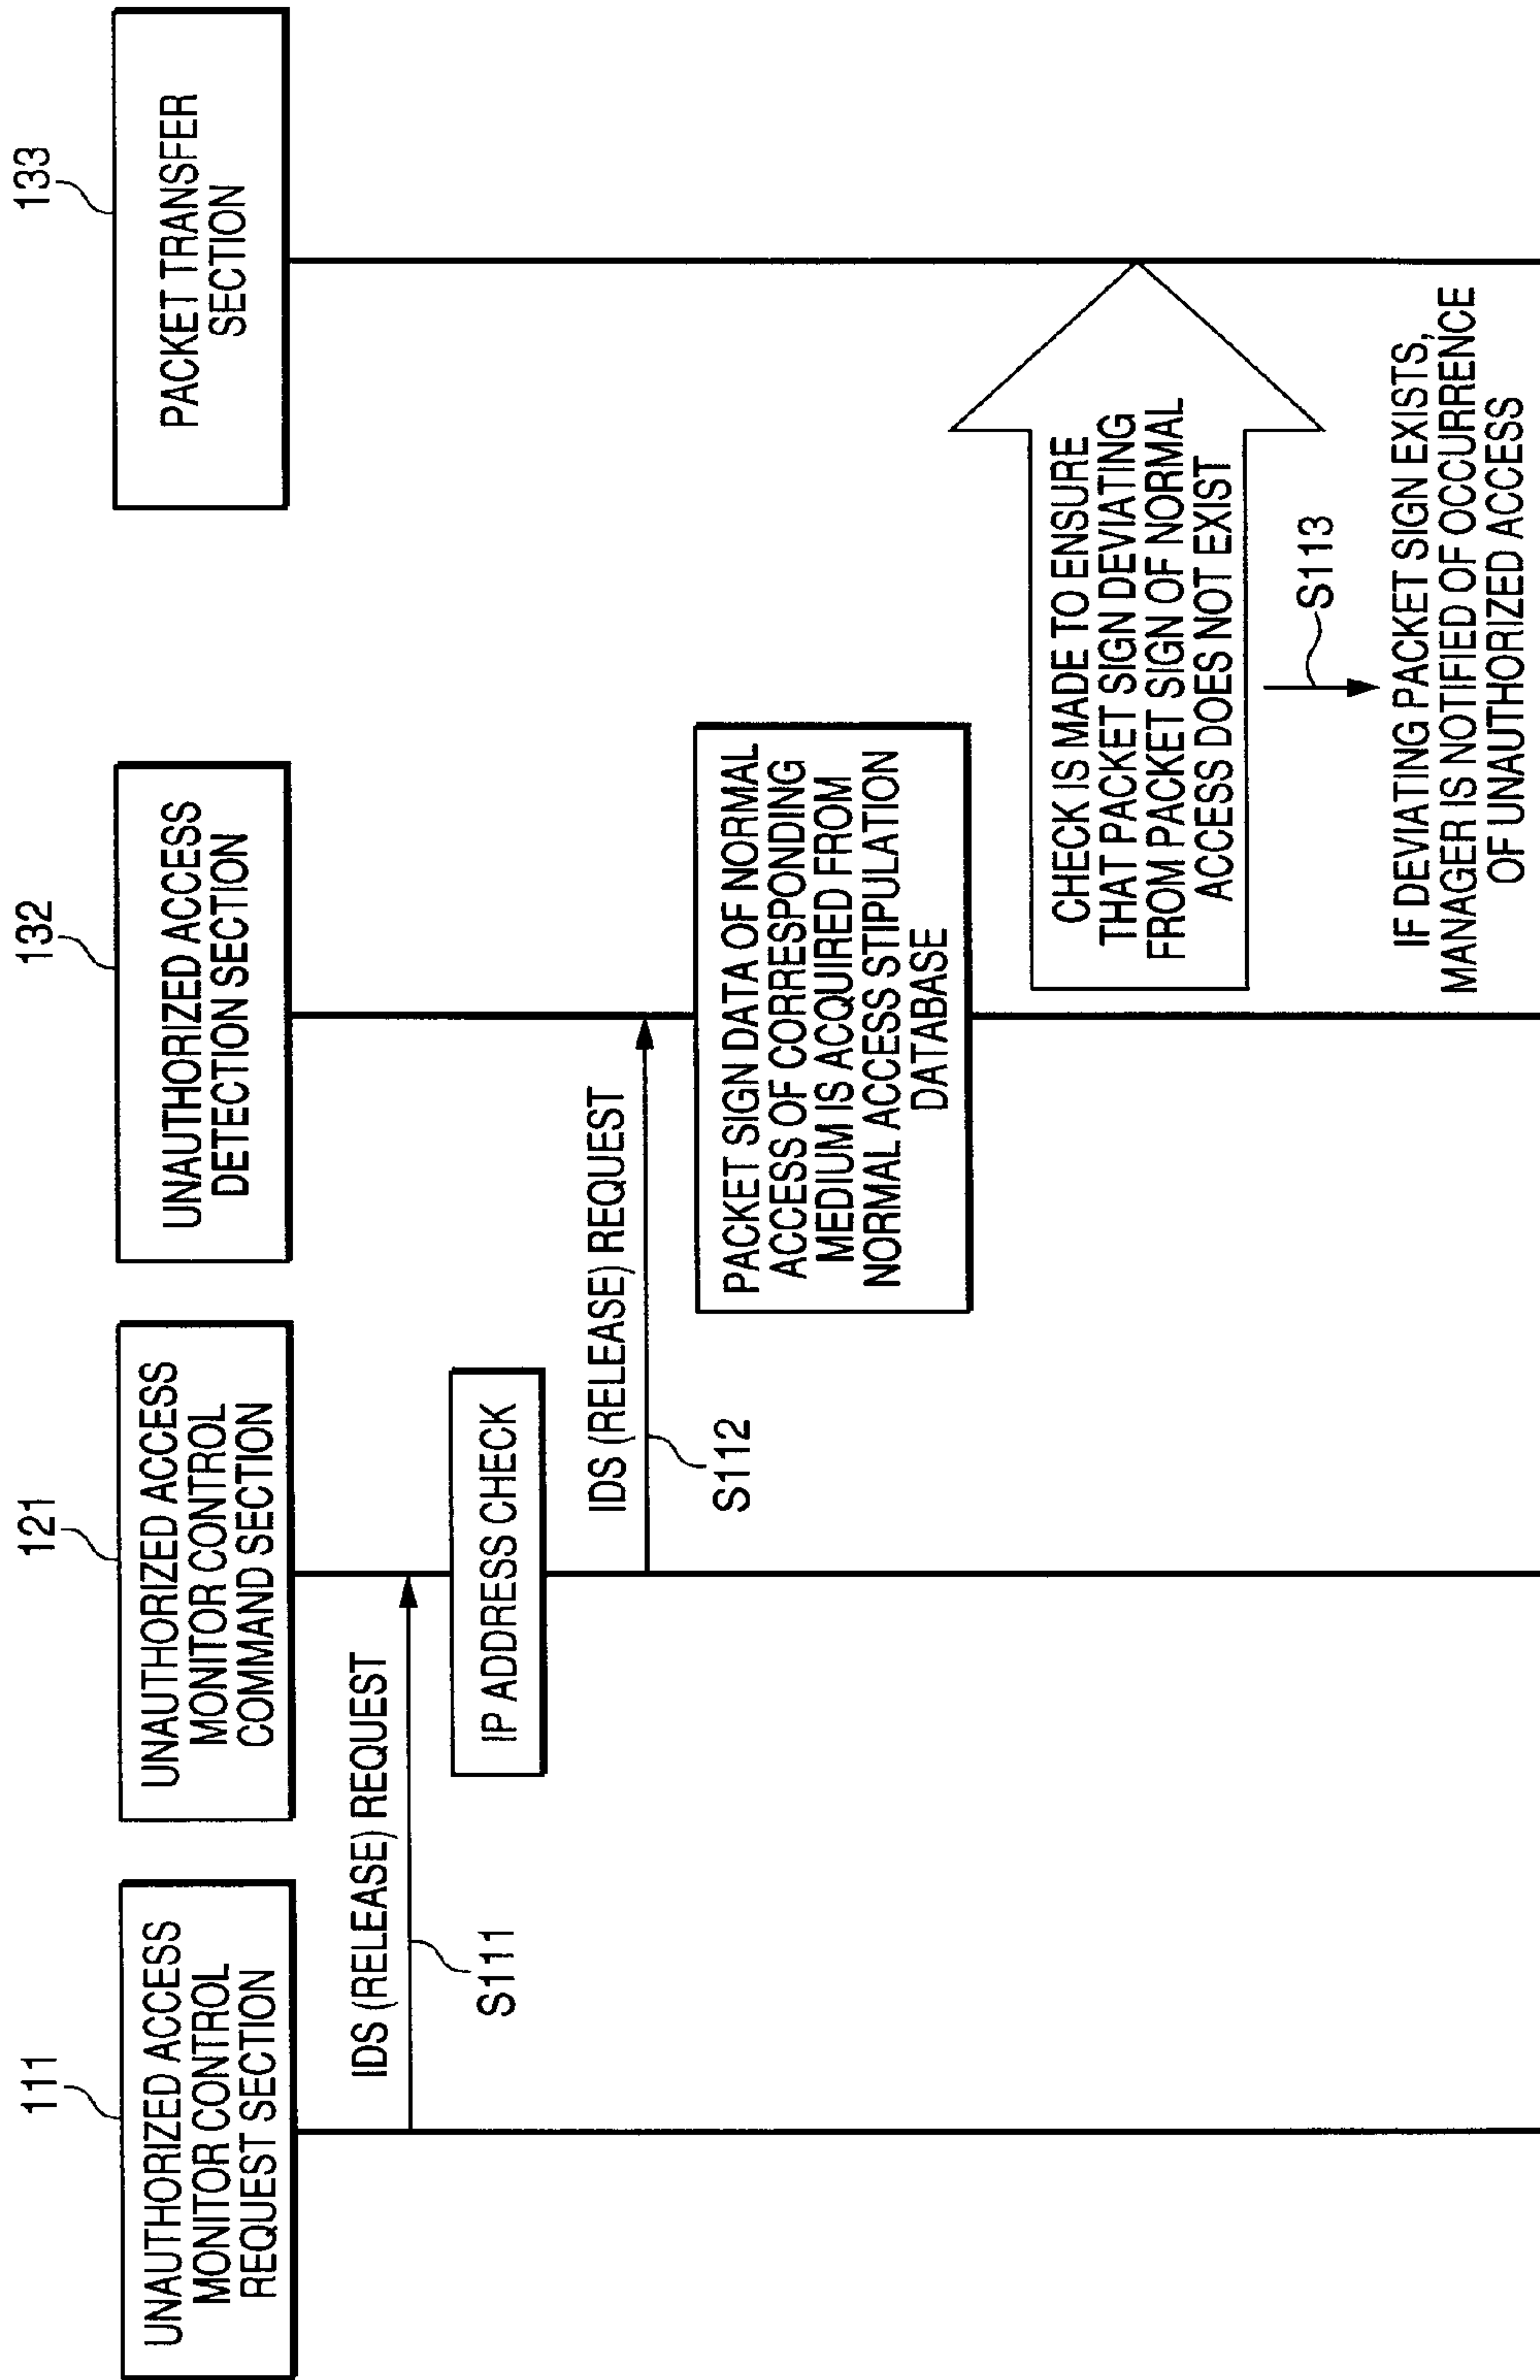 111
UNAUTHORIZED ACCESS
MONITOR CONTROL
REQUEST SECTION
121
UNAUTHORIZED ACCESS
MONITOR CONTROL
COMMAND SECTION
132
UNAUTHORIZED ACCESS
DETECTION SECTION
133
PACKET TRANSFER
SECTION
IDS (RELEASE) REQUEST
S111
IP ADDRESS CHECK
IDS (RELEASE) REQUEST
S112
PACKET SIGN DATA OF NORMAL
ACCESS OF CORRESPONDING
MEDIUM IS ACQUIRED FROM
NORMAL ACCESS STIPULATION
DATABASE
CHECK IS MADE TO ENSURE
THAT PACKET SIGN DEVIATING
FROM PACKET SIGN OF NORMAL
ACCESS DOES NOT EXIST
S113
IF DEVIATING PACKET SIGN EXISTS,
MANAGER IS NOTIFIED OF OCCURRENCE
OF UNAUTHORIZED ACCESS